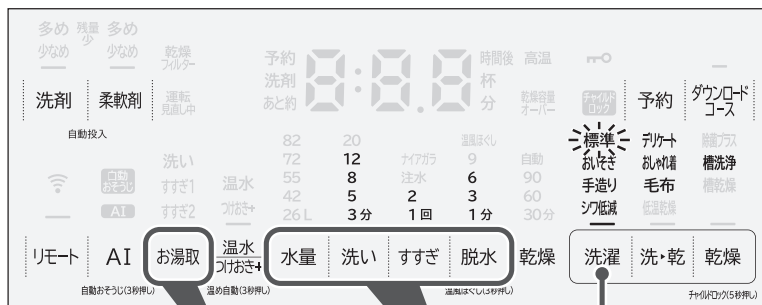 多め 残量 多め
少なめ 少 少なめ
乾燥
フィルター
運転
見直し中
予約
洗剤
あと約
8:8.8
時間後
杯
分
高温
乾燥容量
オーバー
チャイルド
ロック
洗剤 柔軟剤
自動投入
予約 ダウンロード
コース
自動
おそうじ
AI
洗い
すすぎ1
すすぎ2
温水
つけおき+
82 20 温風ほぐし
72 12 ナイアガラ 9 自動
55 8 注水 6 90
42 5 2 3 60
26L 3分 1回 1分 30分
標準 デリケート 除菌プラス
おいそぎ おしゃれ着 槽洗浄
手造り 毛布 槽乾燥
シワ低減 低温乾燥
リモート AI お湯取 温水 水量 洗い すすぎ 脱水 乾燥 洗濯 洗・乾 乾燥
つけおき+
自動おそうじ(3秒押し) 温め自動(3秒押し) 温風ほぐし(3秒押し) チャイルドロック(5秒押し)